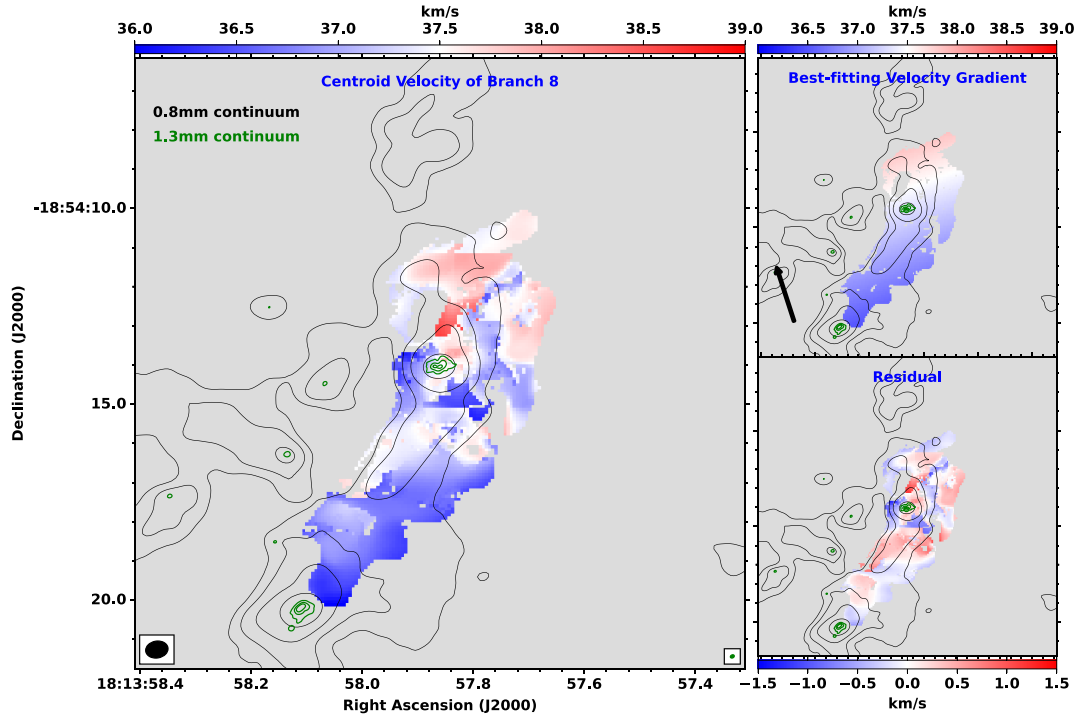 km/s
36.0 36.5 37.0 37.5 38.0 38.5 39.0
Centroid Velocity of Branch 8
0.8mm continuum
1.3mm continuum
-18:54:10.0
15.0
20.0
Declination (J2000)
18:13:58.4 58.2 58.0 57.8 57.6 57.4
Right Ascension (J2000)
km/s
36.0 36.5 37.0 37.5 38.0 38.5 39.0
Best-fitting Velocity Gradient
Residual
−1.5 −1.0 −0.5 0.0 0.5 1.0 1.5
km/s